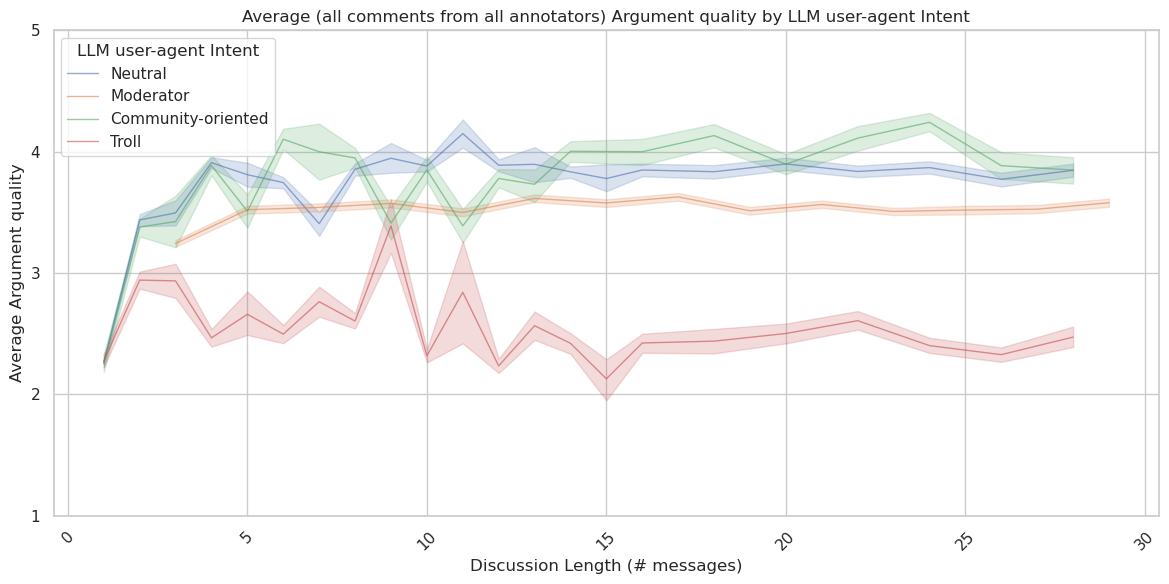 Average (all comments from all annotators) Argument quality by LLM user-agent Intent
LLM user-agent Intent
Neutral
Moderator
Community-oriented
Troll
Average Argument quality
5
4
3
2
1
0
5
10
15
20
25
30
Discussion Length (# messages)